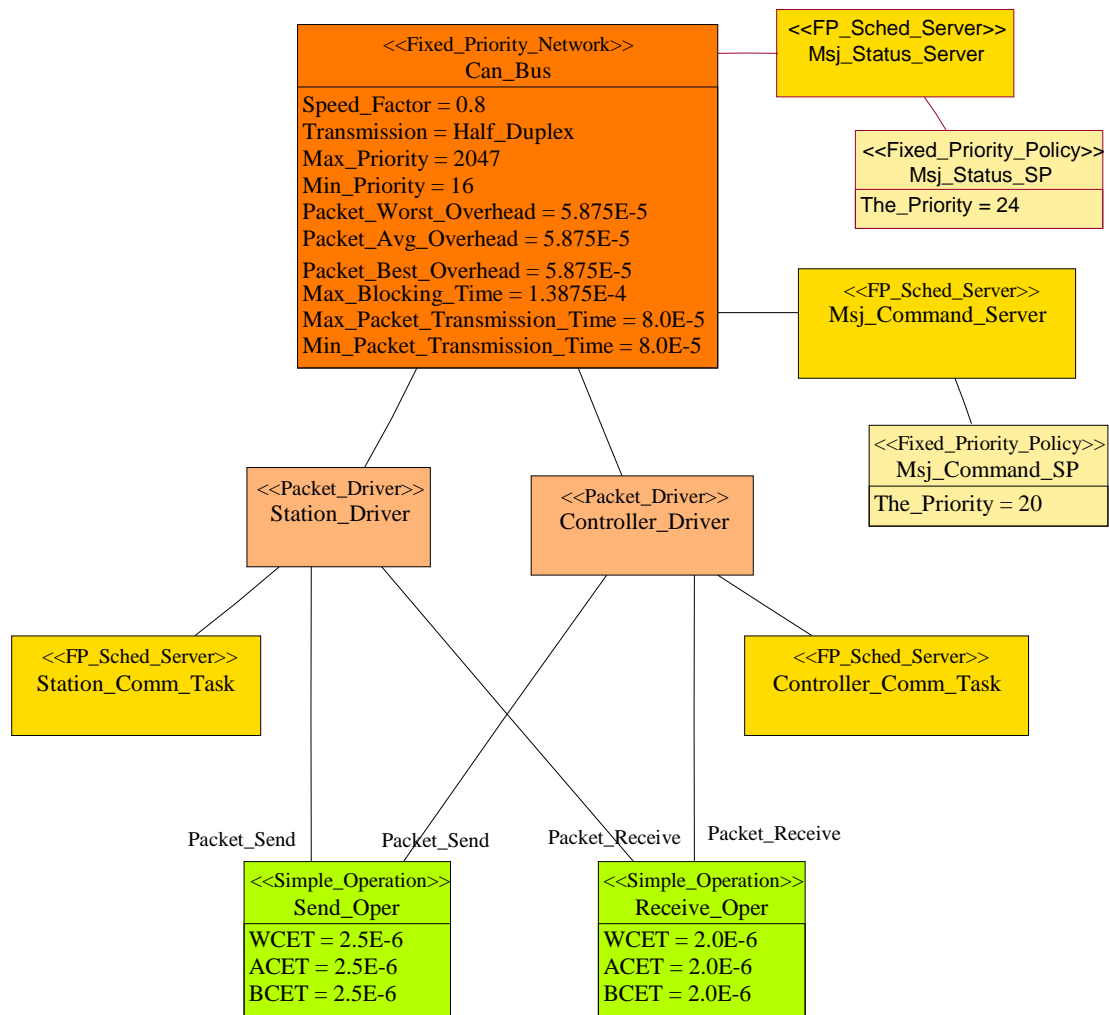 <<Fixed_Priority_Network>>
Can_Bus
Speed_Factor = 0.8
Transmission = Half_Duplex
Max_Priority = 2047
Min_Priority = 16
Packet_Worst_Overhead = 5.875E-5
Packet_Avg_Overhead = 5.875E-5
Packet_Best_Overhead = 5.875E-5
Max_Blocking_Time = 1.3875E-4
Max_Packet_Transmission_Time = 8.0E-5
Min_Packet_Transmission_Time = 8.0E-5
<<FP_Sched_Server>>
Msj_Status_Server
<<Fixed_Priority_Policy>>
Msj_Status_SP
The_Priority = 24
<<FP_Sched_Server>>
Msj_Command_Server
<<Fixed_Priority_Policy>>
Msj_Command_SP
The_Priority = 20
<<Packet_Driver>>
Station_Driver
<<Packet_Driver>>
Controller_Driver
<<FP_Sched_Server>>
Station_Comm_Task
<<FP_Sched_Server>>
Controller_Comm_Task
Packet_Send
Packet_Send
Packet_Receive
Packet_Receive
<<Simple_Operation>>
Send_Oper
WCET = 2.5E-6
ACET = 2.5E-6
BCET = 2.5E-6
<<Simple_Operation>>
Receive_Oper
WCET = 2.0E-6
ACET = 2.0E-6
BCET = 2.0E-6